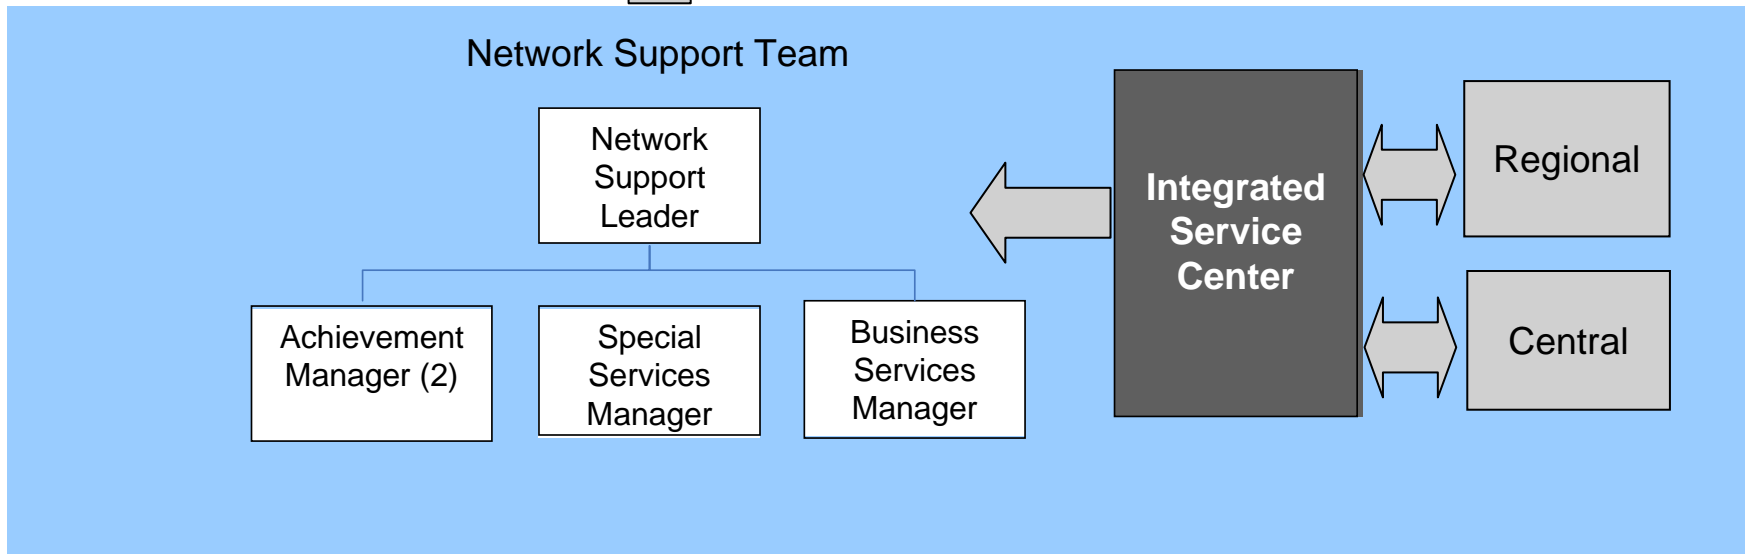 Network Support Team
Network
Support
Leader
Achievement
Manager (2)
Special
Services
Manager
Business
Services
Manager
Integrated
Service
Center
Regional
Central